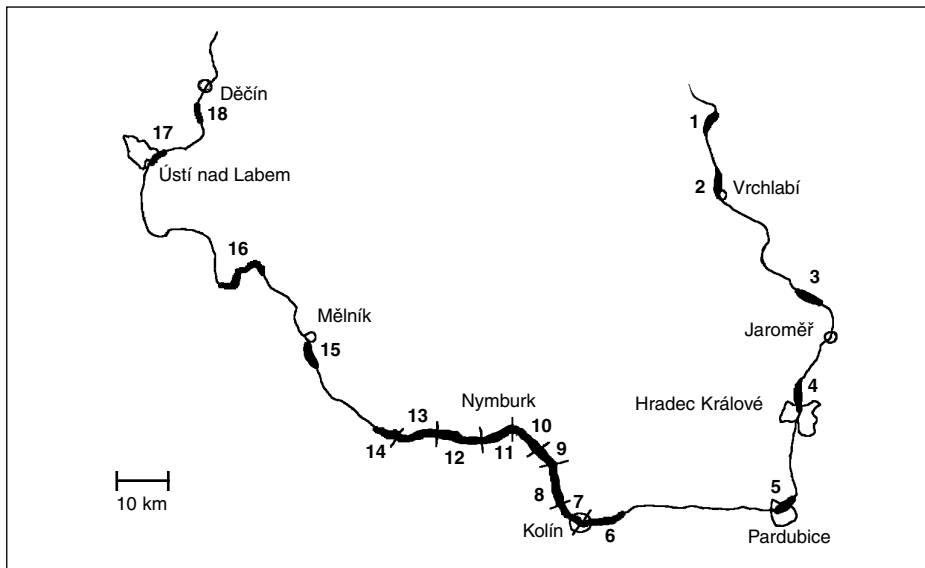 Děčín
18
17
Ústí nad Labem
16
Mělník
15
Nymburk
13
14
12
11
10
9
8
7
Kolín
6
1
2
Vrchlabí
3
Jaroměř
4
Hradec Králové
5
Pardubice
10 km